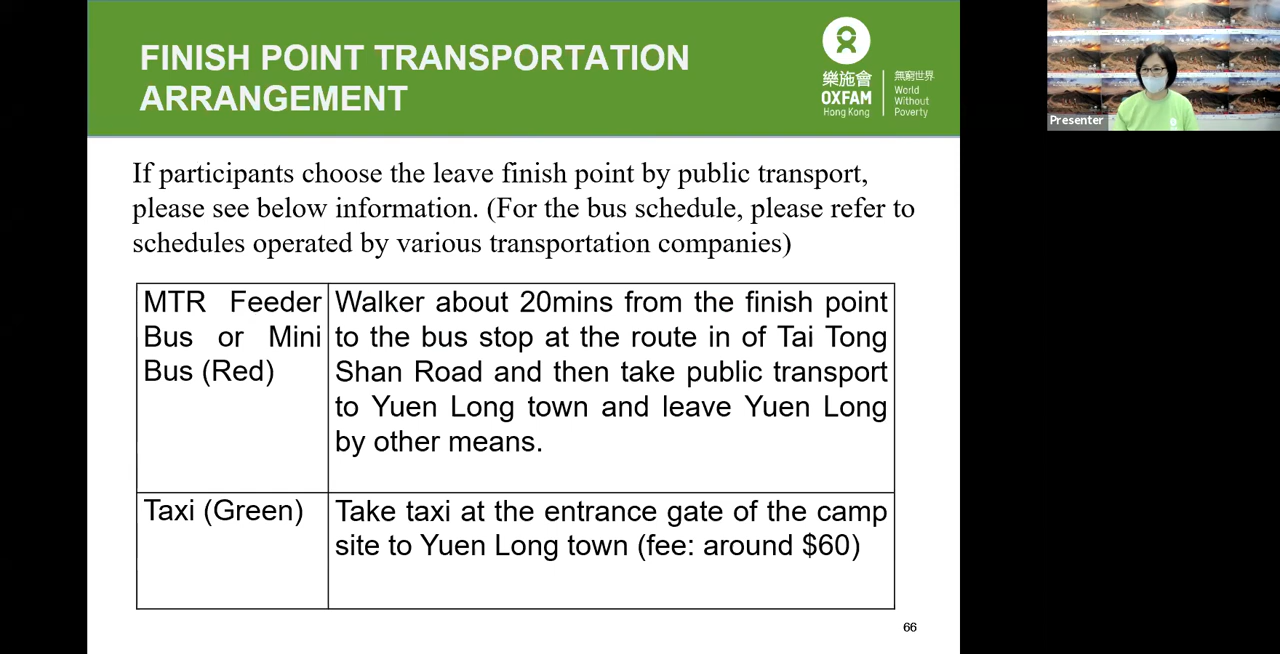 FINISH POINT TRANSPORTATION
ARRANGEMENT
樂施會
OXFAM
Hong Kong
無窮世界
World
Without
Poverty
Presenter
If participants choose the leave finish point by public transport,
please see below information. (For the bus schedule, please refer to
schedules operated by various transportation companies)
MTR Feeder
Bus or Mini
Bus (Red)
Walker about 20mins from the finish point
to the bus stop at the route in of Tai Tong
Shan Road and then take public transport
to Yuen Long town and leave Yuen Long
by other means.
Taxi (Green)
Take taxi at the entrance gate of the camp
site to Yuen Long town (fee: around $60)
66